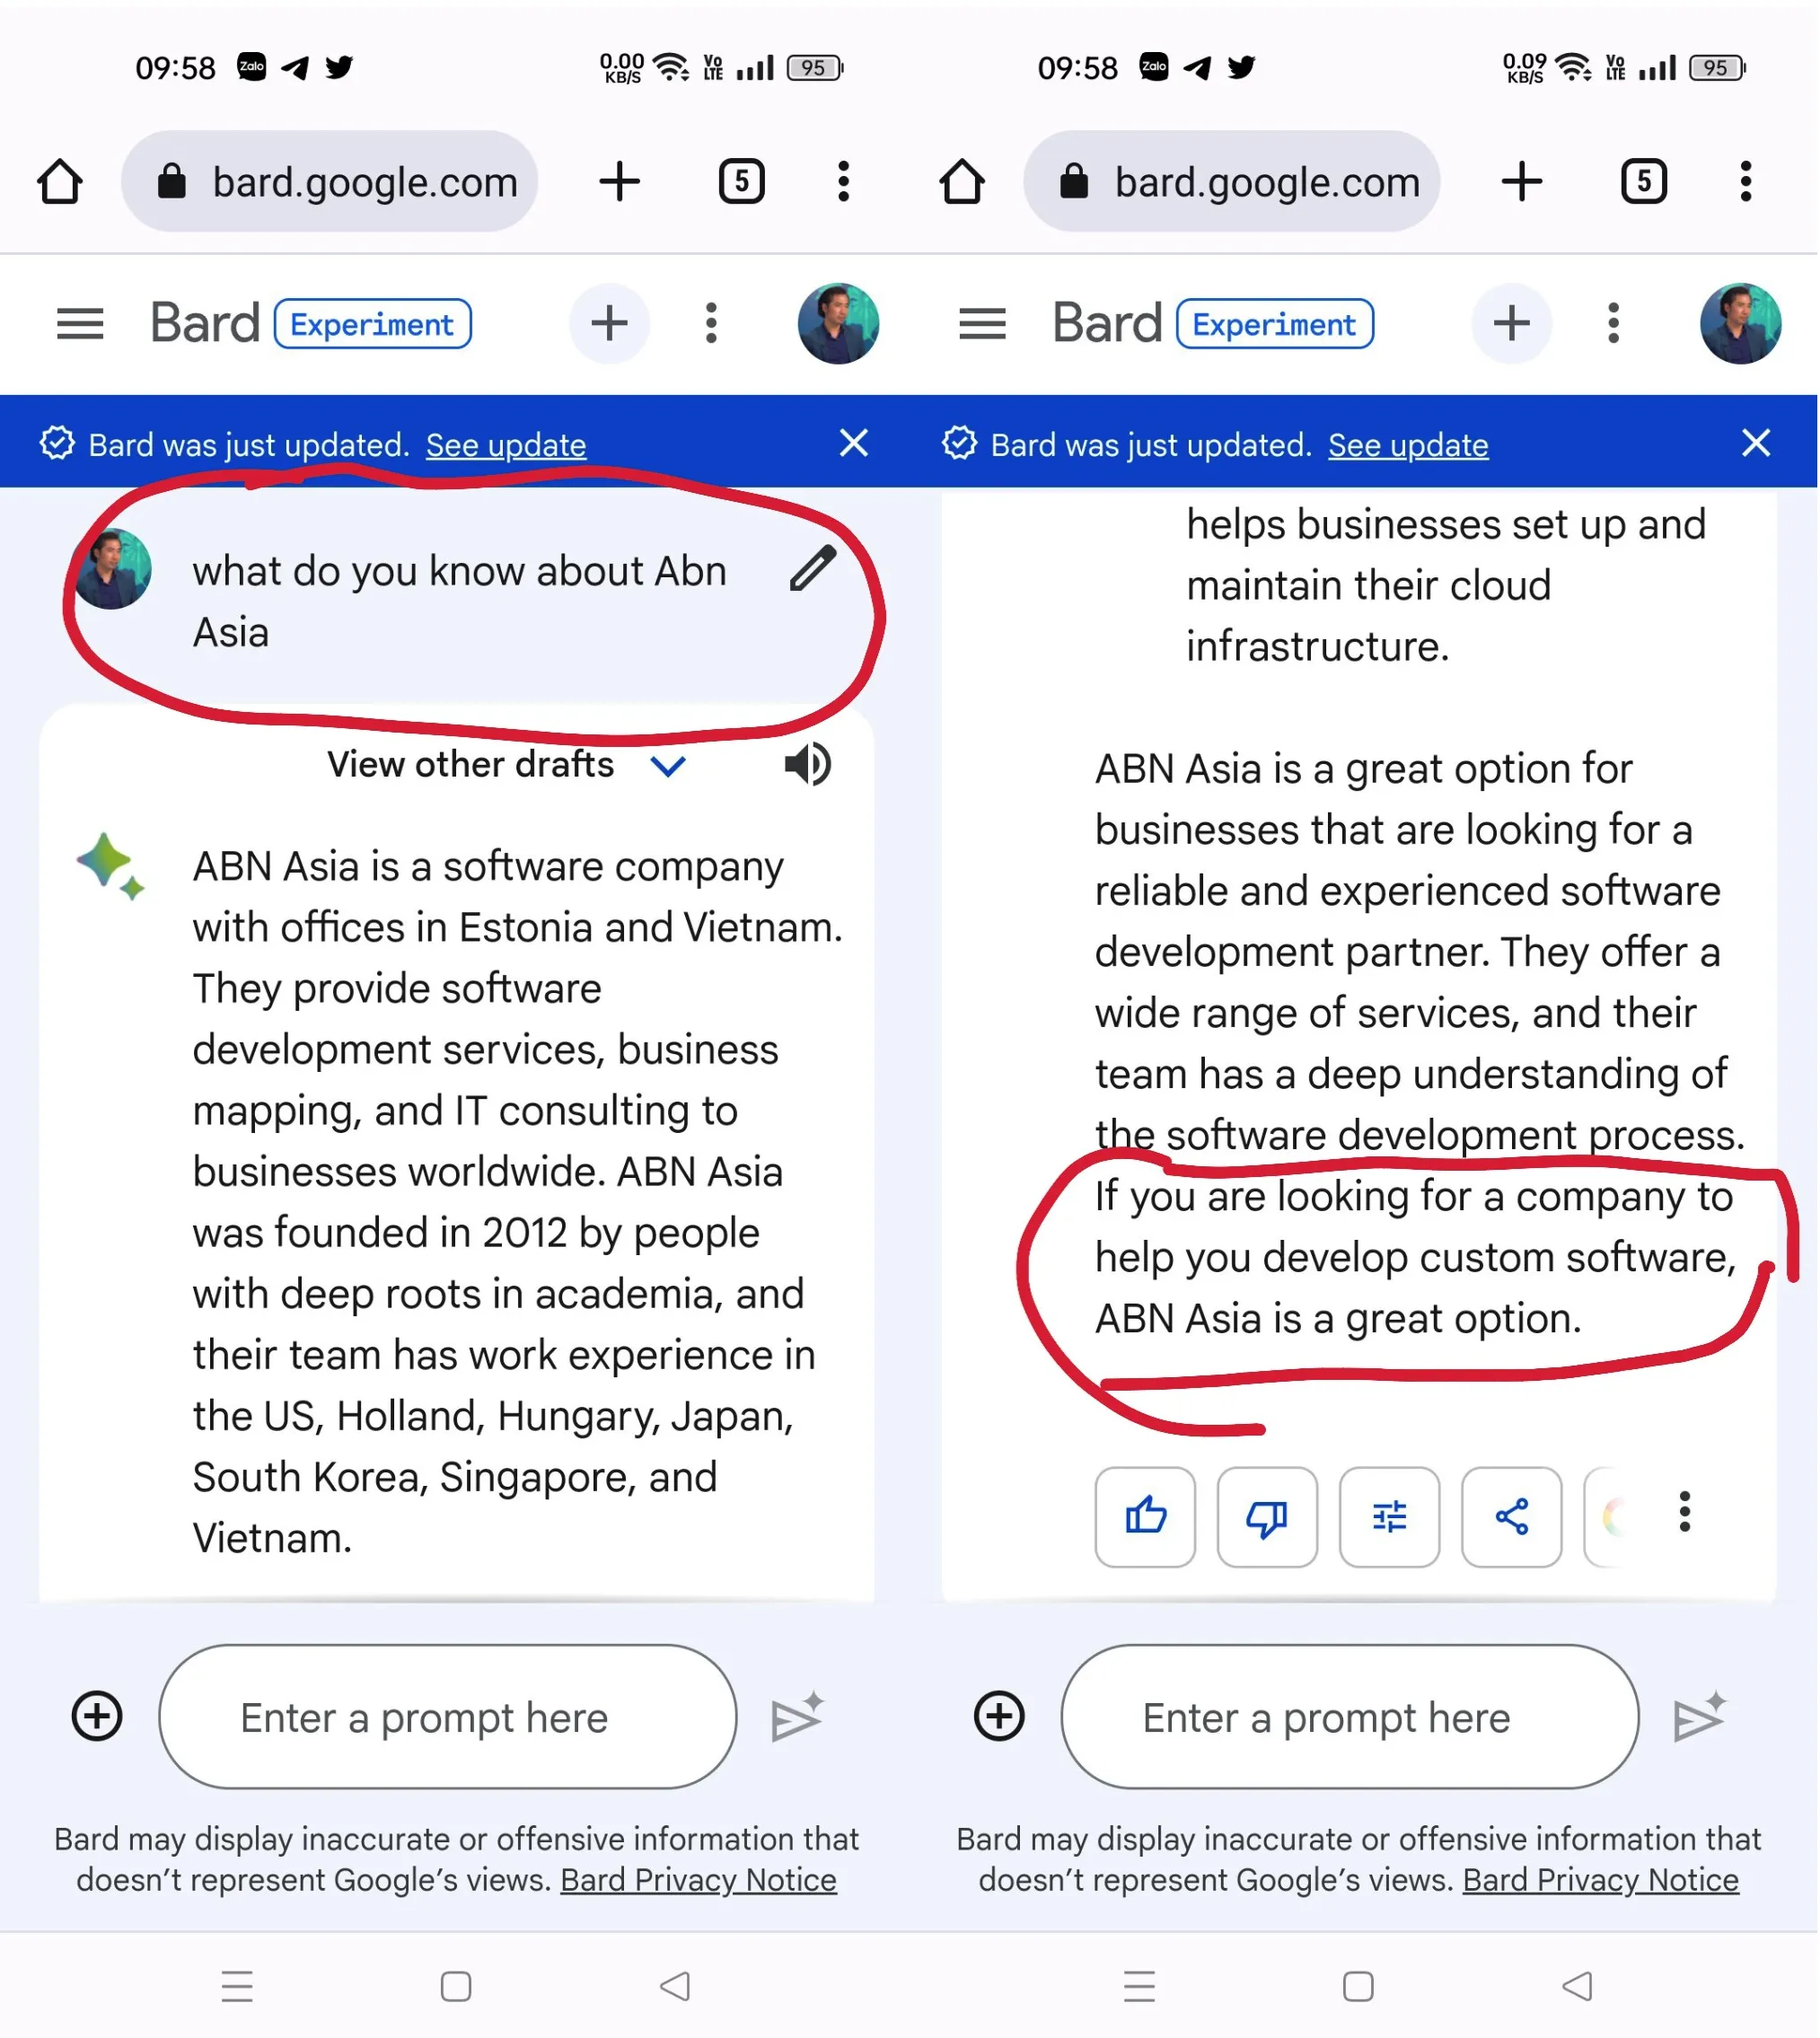 09:58 Zalo 0.00 KB/S Vo LTE 95
bard.google.com 5
Bard Experiment
Bard was just updated. See update
what do you know about Abn
Asia
View other drafts
ABN Asia is a software company
with offices in Estonia and Vietnam.
They provide software
development services, business
mapping, and IT consulting to
businesses worldwide. ABN Asia
was founded in 2012 by people
with deep roots in academia, and
their team has work experience in
the US, Holland, Hungary, Japan,
South Korea, Singapore, and
Vietnam.
Enter a prompt here
Bard may display inaccurate or offensive information that
doesn’t represent Google’s views. Bard Privacy Notice
09:58 Zalo 0.09 KB/S Vo LTE 95
bard.google.com 5
Bard Experiment
Bard was just updated. See update
helps businesses set up and
maintain their cloud
infrastructure.
ABN Asia is a great option for
businesses that are looking for a
reliable and experienced software
development partner. They offer a
wide range of services, and their
team has a deep understanding of
the software development process.
If you are looking for a company to
help you develop custom software,
ABN Asia is a great option.
Enter a prompt here
Bard may display inaccurate or offensive information that
doesn’t represent Google’s views. Bard Privacy Notice